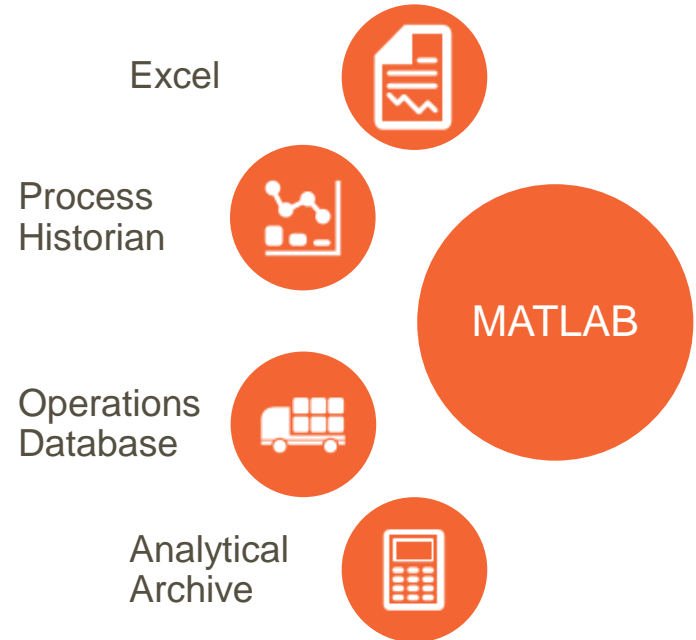 Excel
Process
Historian
MATLAB
Operations
Database
Analytical
Archive